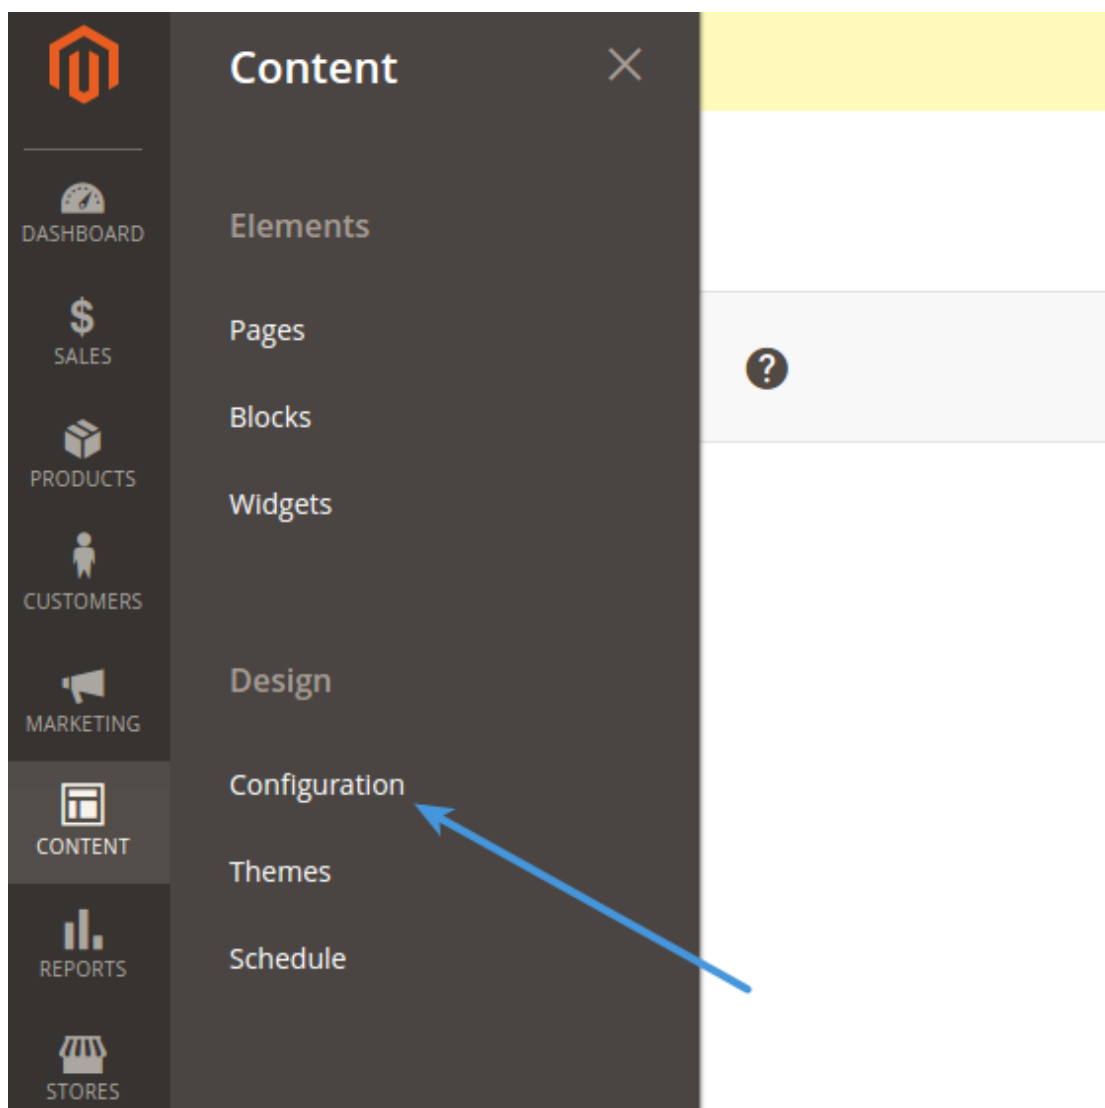 DASHBOARD
$
SALES
PRODUCTS
CUSTOMERS
MARKETING
CONTENT
REPORTS
STORES
Content
Elements
Pages
Blocks
Widgets
Design
Configuration
Themes
Schedule
?